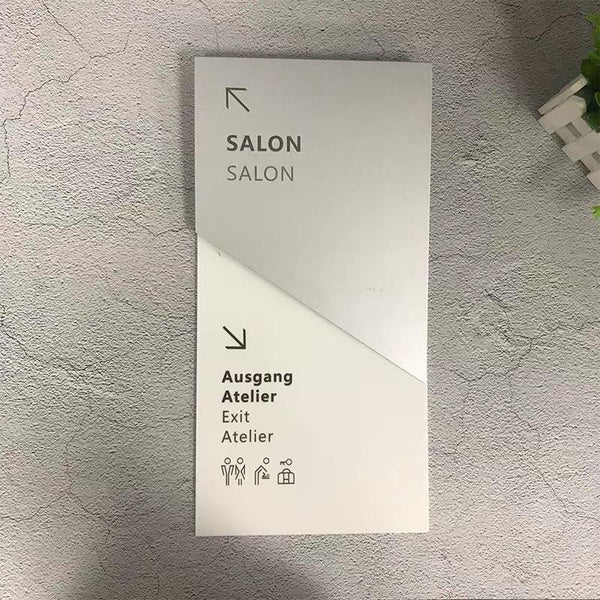 SALON
SALON
Ausgang
Atelier
Exit
Atelier